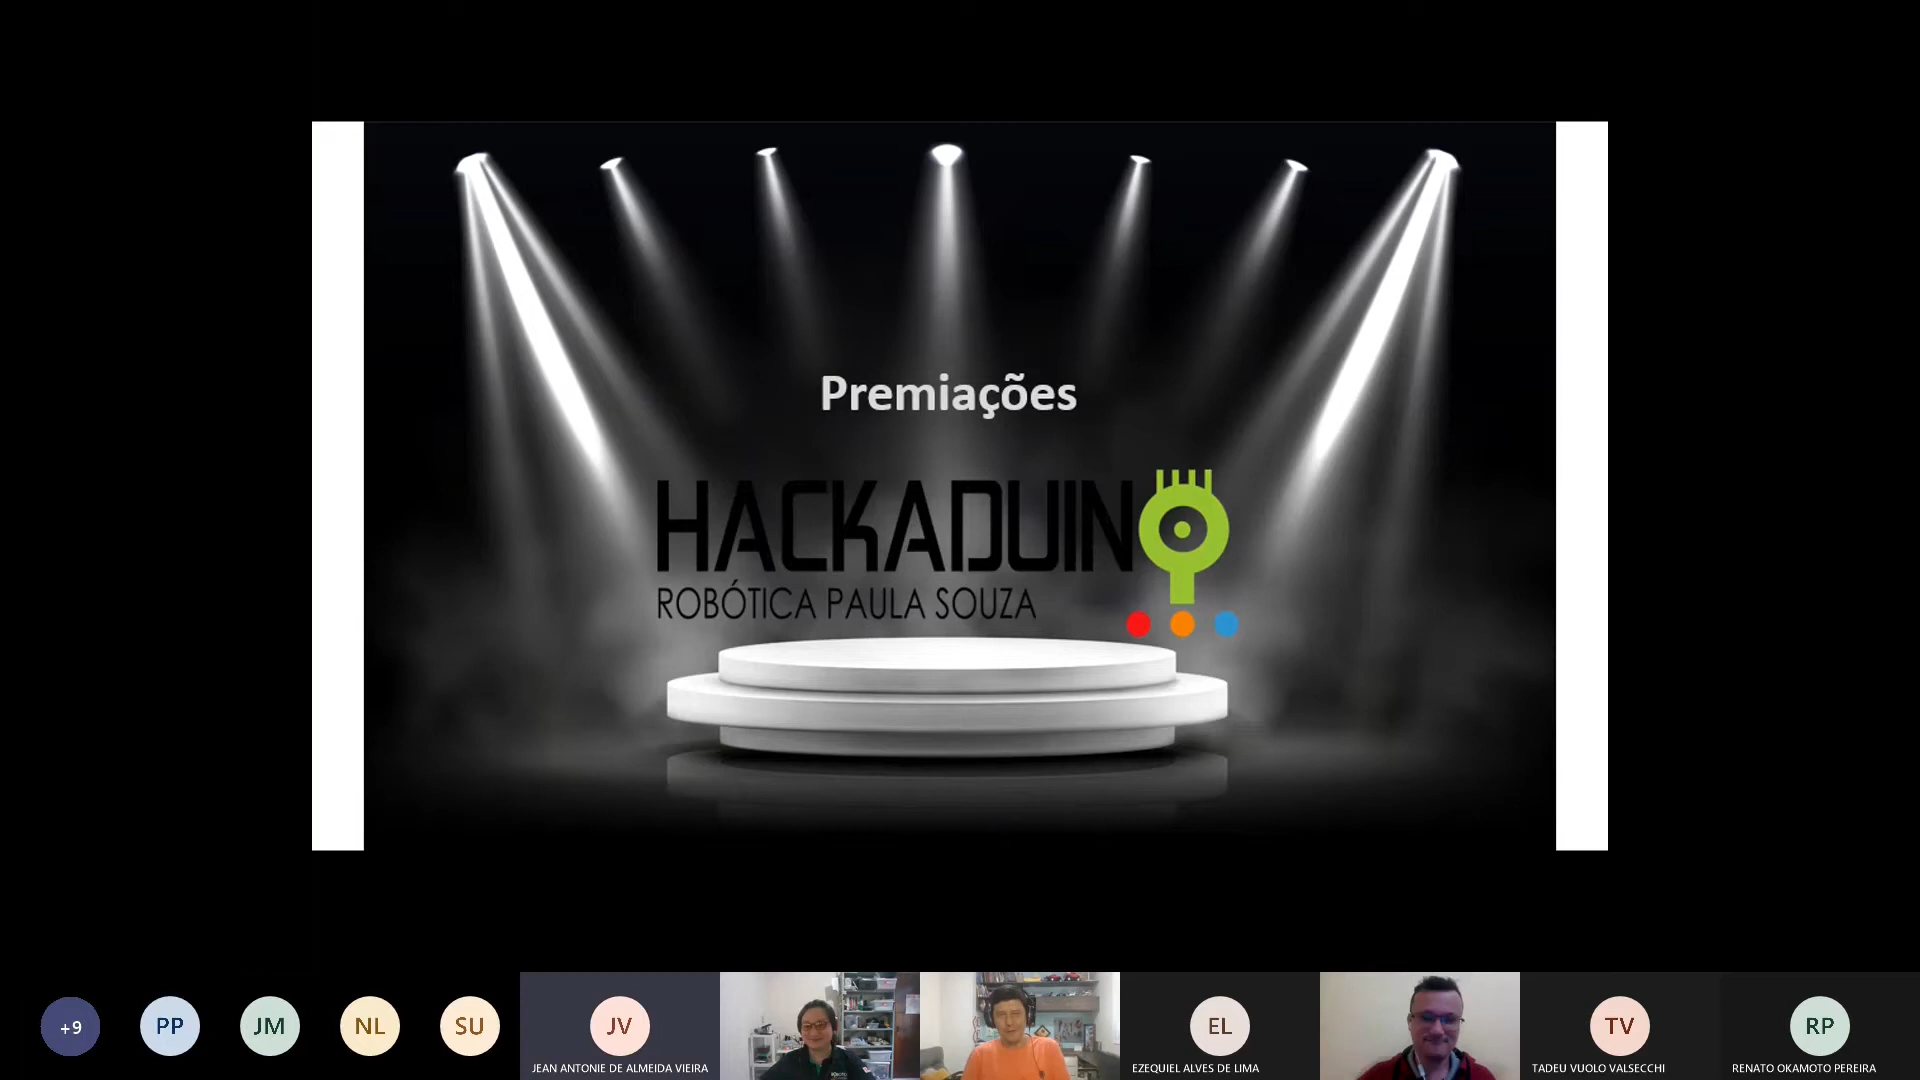 Premiações
HACKADUINO
ROBÓTICA PAULA SOUZA
+9
PP
JM
NL
SU
JV
JEAN ANTONIE DE ALMEIDA VIEIRA
EL
EZEQUIEL ALVES DE LIMA
TV
TADEU VUOLO VALSECCHI
RP
RENATO OKAMOTO PEREIRA